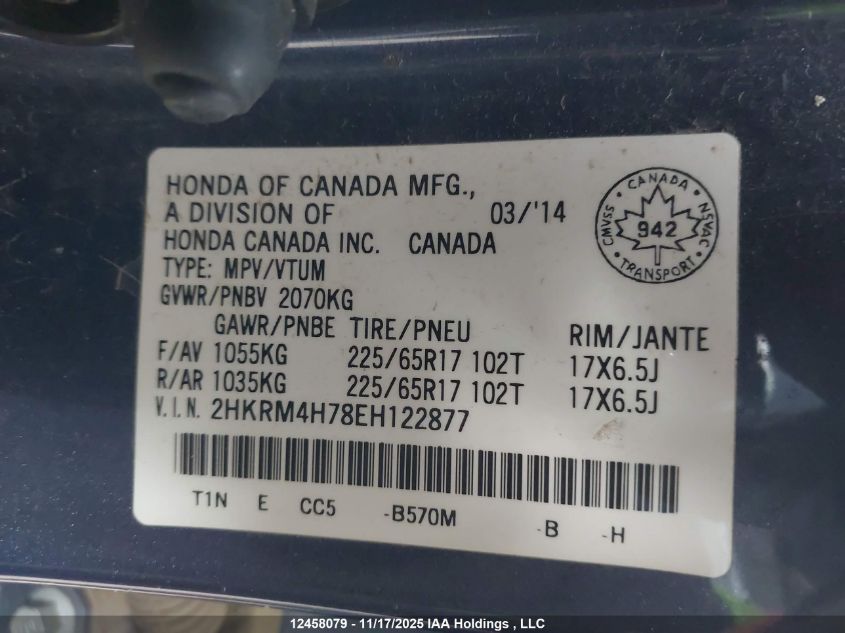 HONDA OF CANADA MFG.,
A DIVISION OF 03/'14
HONDA CANADA INC. CANADA
TYPE: MPV/VTUM
GVWR/PNBV 2070KG
GAWR/PNBE TIRE/PNEU RIM/JANTE
F/AV 1055KG 225/65R17 102T 17X6.5J
R/AR 1035KG 225/65R17 102T 17X6.5J
V.I.N. 2HKRM4H78EH122877
T1N E CC5 -B570M -B -H
CANADA
CMVSS 942 NSVAC
TRANSPORT
12458079 - 11/17/2025 IAA Holdings , LLC